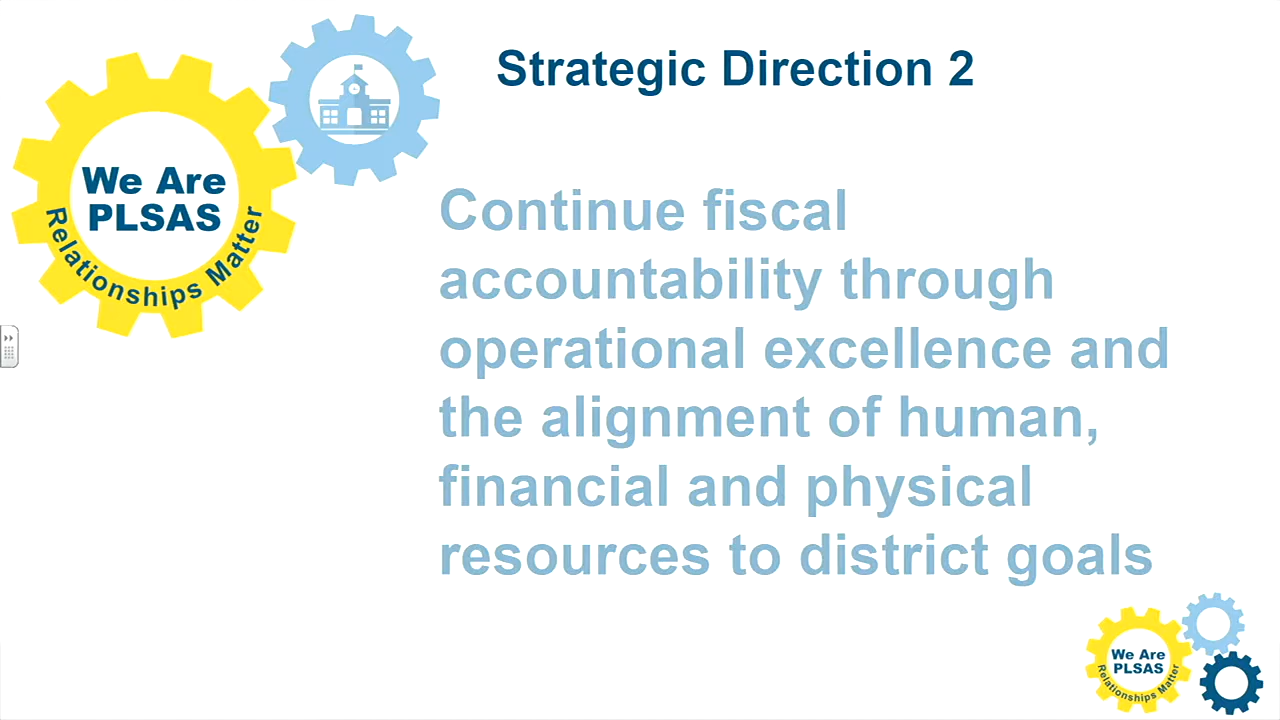 Strategic Direction 2
We Are
PLSAS
Relationships Matter
Continue fiscal
accountability through
operational excellence and
the alignment of human,
financial and physical
resources to district goals
We Are
PLSAS
Relationships Matter